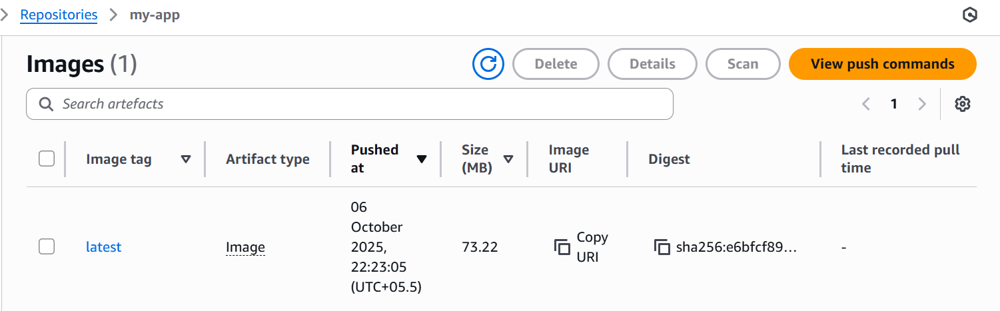 Repositories my-app
Images (1) Delete Details Scan View push commands
Search artefacts 1
Image tag Artifact type Pushed at Size (MB) Image URI Digest Last recorded pull time
latest Image 06 October 2025, 22:23:05 (UTC+05.5) 73.22 Copy URI sha256:e6bfcf89... -